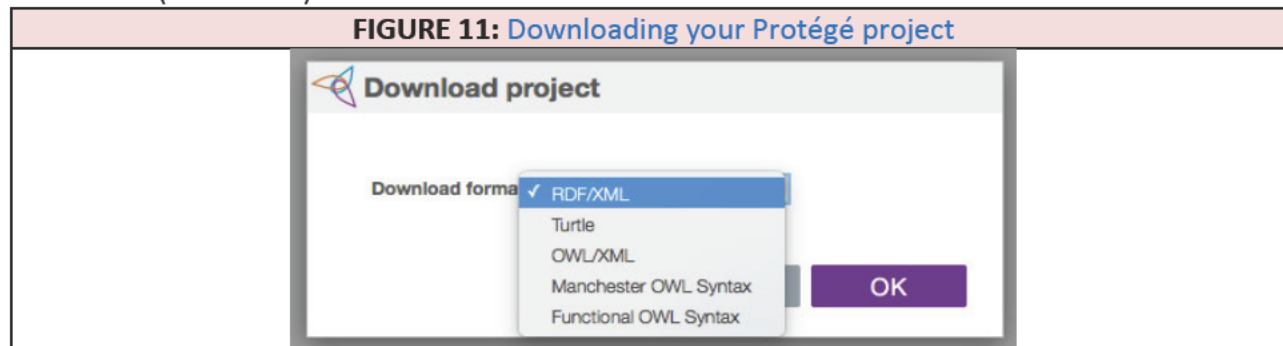 FIGURE 11: Downloading your Protégé project
Download project
Download forma
✓ RDF/XML
Turtle
OWL/XML
Manchester OWL Syntax
Functional OWL Syntax
OK